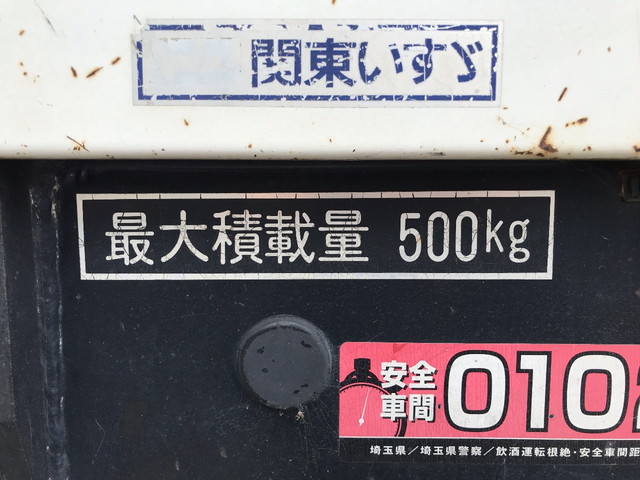 関東いすゞ
最大積載量 500kg
安全
車間
0102
埼玉県/埼玉県警察/飲酒運転根絶・安全車間距